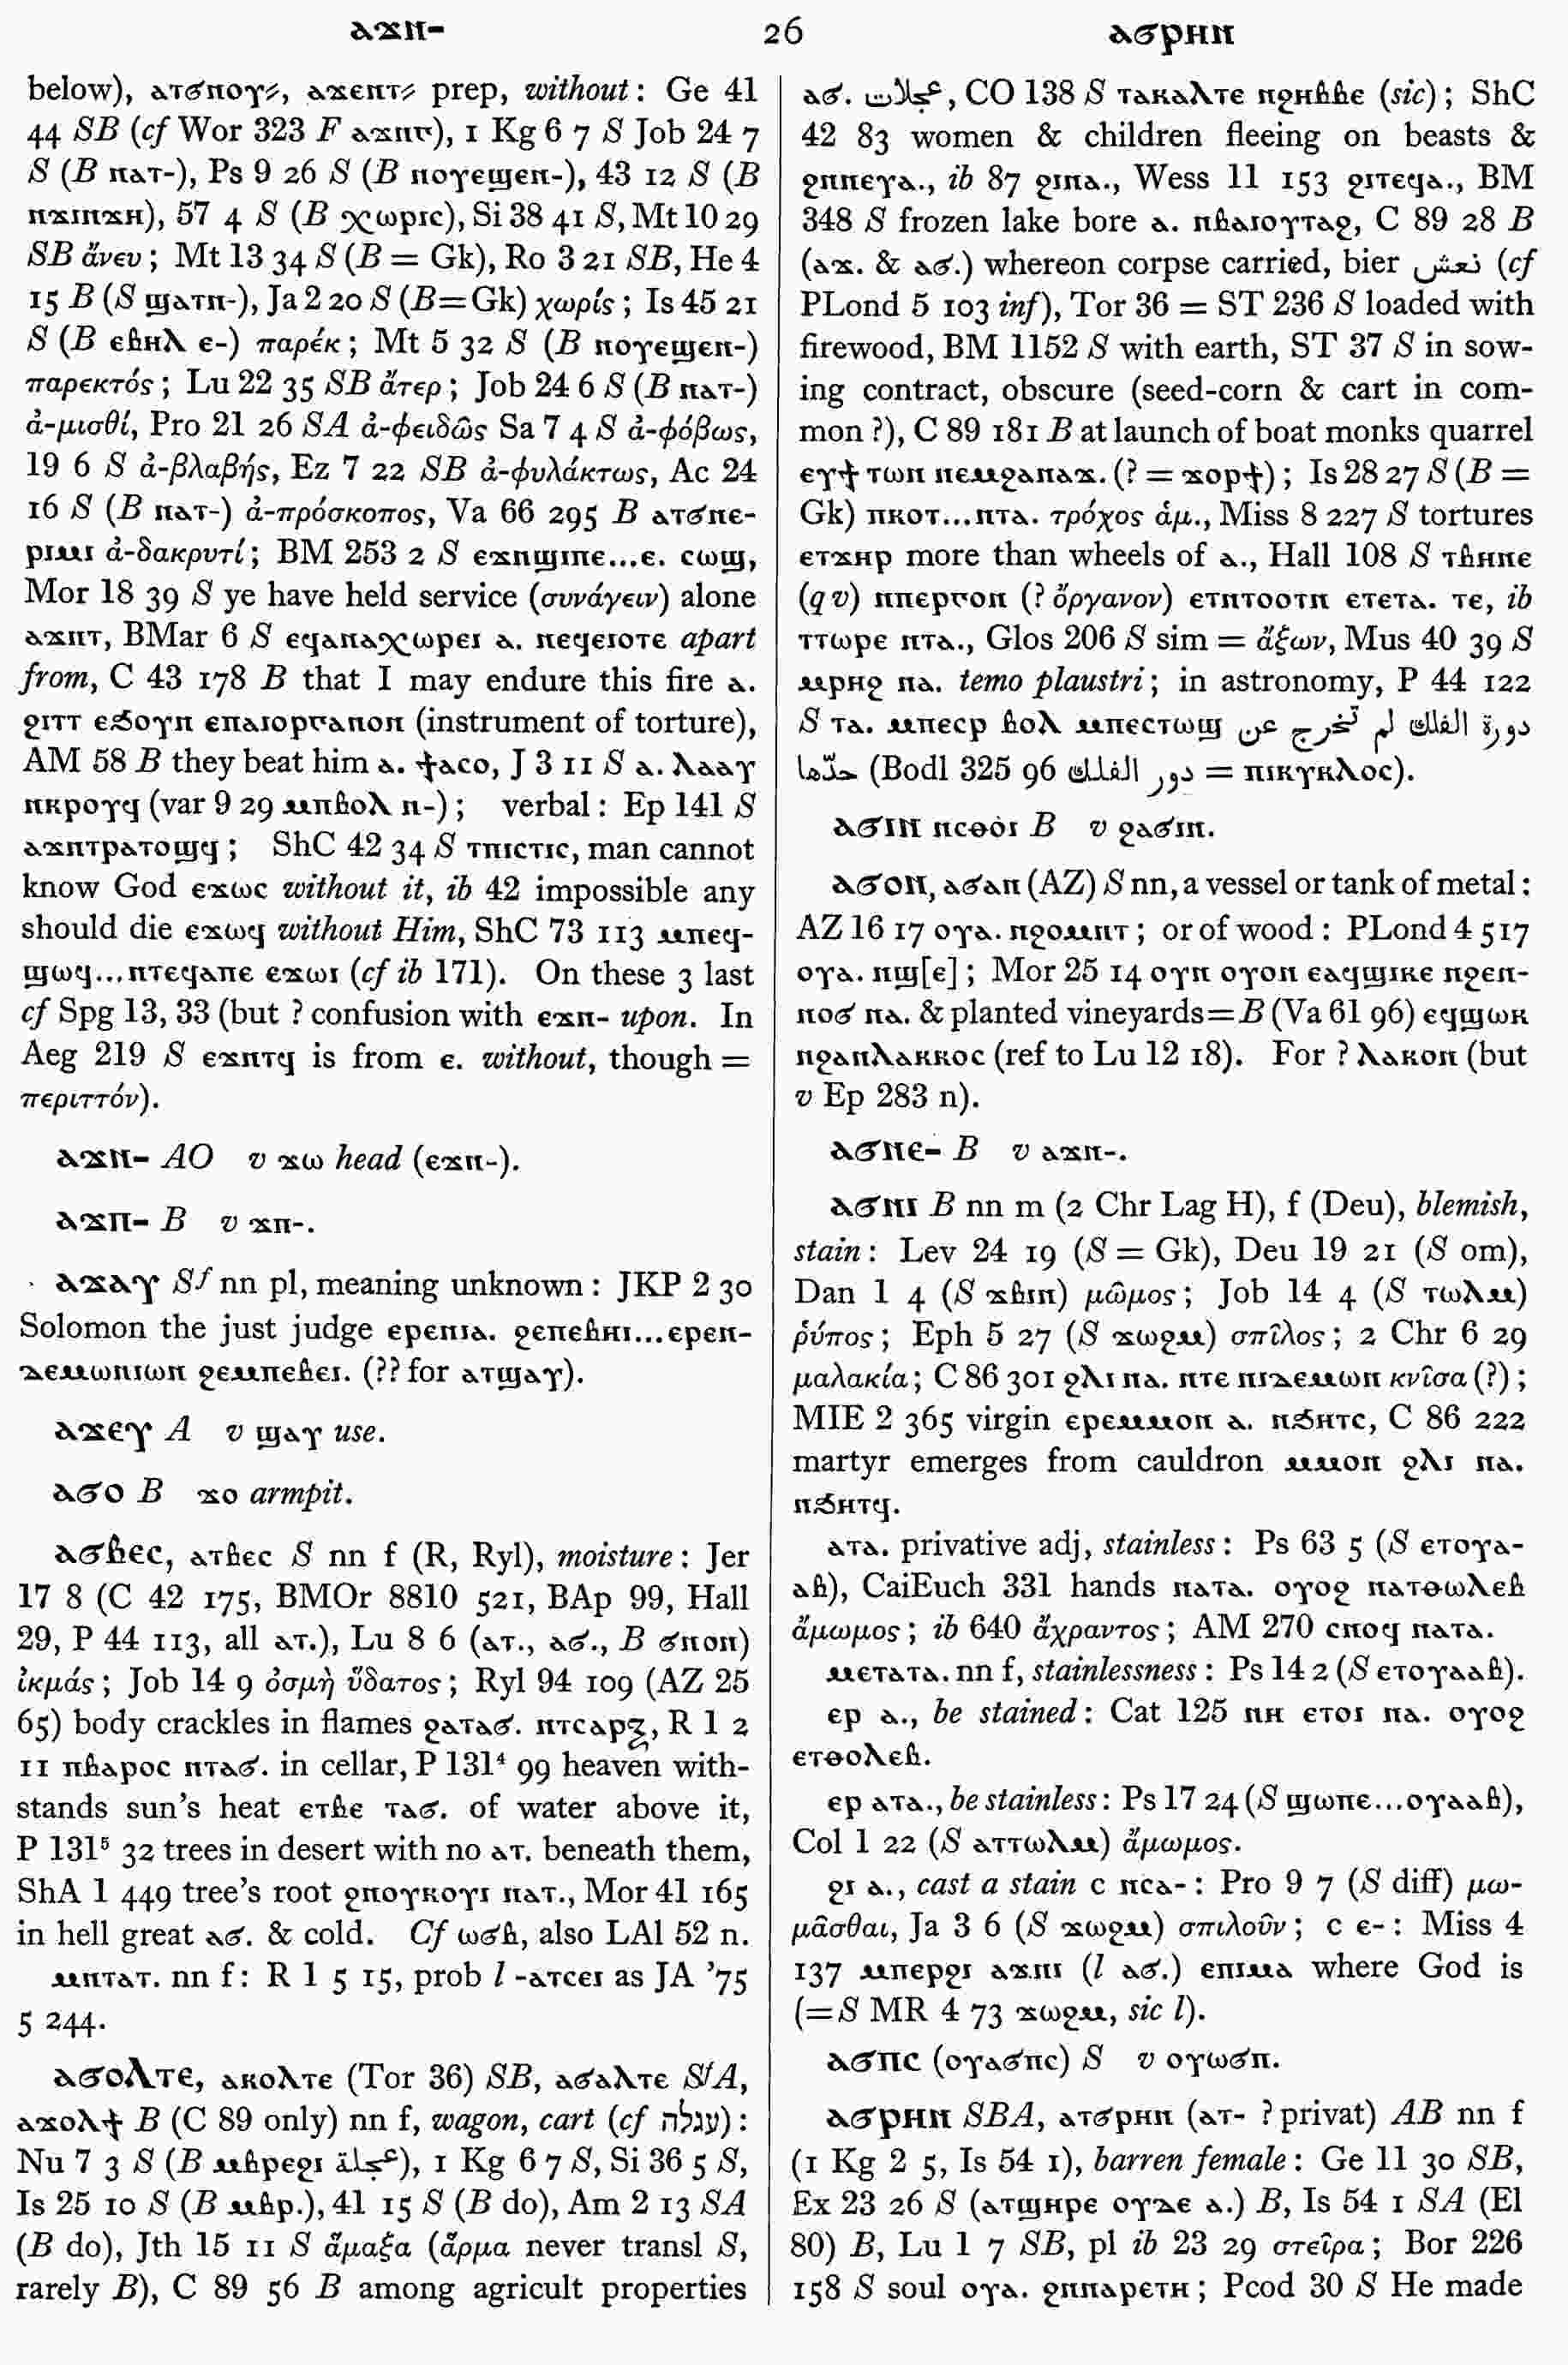 ⲁϫⲛ-
26
ⲁϭⲣⲏⲛ
below), ⲁⲧϭⲛⲟⲩ⸗, ⲁϫⲉⲛⲧ⸗ prep, without: Ge 41
44 SB (cf Wor 323 F ⲁϫⲛⲧ), 1 Kg 6 7 S Job 24 7
S (B ⲛⲁⲧ-), Ps 9 26 S (B ⲛⲟⲩⲉϣⲉⲛ-), 43 12 S (B
ⲛϫⲓⲛϫⲏ), 57 4 S (B ⲭⲱⲣⲓⲥ), Si 38 41 S, Mt 10 29
SB ἄνευ; Mt 13 34 S (B = Gk), Ro 3 21 SB, He 4
15 B (S ϣⲁⲧⲛ-), Ja 2 20 S (B=Gk) χωρίς; Is 45 21
S (B ⲉⲃⲏⲗ ⲉ-) παρέκ; Mt 5 32 S (B ⲛⲟⲩⲉϣⲉⲛ-)
παρεκτός; Lu 22 35 SB ἄτερ; Job 24 6 S (B ⲛⲁⲧ-)
ἀ-μισθί, Pro 21 26 SA ἀ-φειδῶς Sa 7 4 S ἀ-φόβως,
19 6 S ἀ-βλαβής, Ez 7 22 SB ἀ-φυλάκτως, Ac 24
16 S (B ⲛⲁⲧ-) ἀ-πρόσκοπος, Va 66 295 B ⲁⲧϭⲛⲉ-
ⲣⲓⲙⲓ ἀ-δακρυτί; BM 253 2 S ⲉϫⲛϣⲓⲡⲉ...ⲉ. ⲥⲱϣ,
Mor 18 39 S ye have held service (συνάγειν) alone
ⲁϫⲛⲧ, BMar 6 S ⲉϥⲁⲛⲁⲭⲱⲣⲉⲓ ⲁ. ⲛⲉϥⲉⲓⲟⲧⲉ apart
from, C 43 178 B that I may endure this fire ⲁ.
ϩⲓⲧⲧ ⲉϧⲟⲩⲛ ⲉⲡⲁⲓⲟⲣⲅⲁⲛⲟⲛ (instrument of torture),
AM 58 B they beat him ⲁ. ϯⲁⲥⲟ, J 3 11 S ⲁ. ⲗⲁⲁⲩ
ⲛⲕⲣⲟⲩϥ (var 9 29 ⲙⲡⲃⲟⲗ ⲛ-); verbal: Ep 141 S
ⲁϫⲛⲧⲣⲁⲧⲟϣϥ; ShC 42 34 S ⲧⲡⲓⲥⲧⲓⲥ, man cannot
know God ⲉϫⲱⲥ without it, ib 42 impossible any
should die ⲉϫⲱϥ without Him, ShC 73 113 ⲙⲡⲉϥ-
ϣⲱϥ...ⲛⲧⲉϥⲁⲡⲉ ⲉϫⲱⲓ (cf ib 171). On these 3 last
cf Spg 13, 33 (but ? confusion with ⲉϫⲛ- upon. In
Aeg 219 S ⲉϫⲛⲧϥ is from ⲉ. without, though =
περιττόν).
ⲁϫⲛ- AO v ϫⲱ head (ⲉϫⲛ-).
ⲁϫⲡ- B v ϫⲡ-.
ⲁϫⲁⲩ Sf nn pl, meaning unknown: JKP 2 30
Solomon the just judge ⲉⲣⲉⲛⲓⲁ. ϩⲉⲛⲉⲃⲏⲓ...ⲉⲣⲉⲛ-
ⲇⲉⲙⲱⲛⲓⲱⲛ ϩⲉⲙⲡⲉⲃⲉⲓ. (?? for ⲁⲧϣⲁⲩ).
ⲁϫⲉⲩ A v ϣⲁⲩ use.
ⲁϭⲟ B ϫⲟ armpit.
ⲁϭⲃⲉⲥ, ⲁⲧⲃⲉⲥ S nn f (R, Ryl), moisture: Jer
17 8 (C 42 175, BMOr 8810 521, BAp 99, Hall
29, P 44 113, all ⲁⲧ.), Lu 8 6 (ⲁⲧ., ⲁϭ., B ϭⲛⲟⲛ)
ἰκμάς; Job 14 9 ὀσμὴ ὕδατος; Ryl 94 109 (AZ 25
65) body crackles in flames ϩⲁⲧⲁϭ. ⲛⲧⲥⲁⲣⲝ, R 1 2
11 ⲡⲃⲁⲣⲟⲥ ⲛⲧⲁϭ. in cellar, P 131⁴ 99 heaven with-
stands sun's heat ⲉⲧⲃⲉ ⲧⲁϭ. of water above it,
P 131⁵ 32 trees in desert with no ⲁⲧ. beneath them,
ShA 1 449 tree's root ϩⲛⲟⲩⲕⲟⲩⲓ ⲛⲁⲧ., Mor 41 165
in hell great ⲁϭ. & cold. Cf ⲱϭⲃ, also LAl 52 n.
ⲙⲛⲧⲁⲧ. nn f: R 1 5 15, prob l -ⲁⲧⲥⲉⲓ as JA '75
5 244.
ⲁϭⲟⲗⲧⲉ, ⲁⲕⲟⲗⲧⲉ (Tor 36) SB, ⲁϭⲁⲗⲧⲉ SfA,
ⲁϫⲟⲗϯ B (C 89 only) nn f, wagon, cart (cf עגלה):
Nu 7 3 S (B ⲙⲃⲣⲉϩⲓ عجلة), 1 Kg 6 7 S, Si 36 5 S,
Is 25 10 S (B ⲙⲃⲣ.), 41 15 S (B do), Am 2 13 SA
(B do), Jth 15 11 S ἅμαξα (ἅρμα never transl S,
rarely B), C 89 56 B among agricult properties
ⲁϭ. عجلات, CO 138 S ⲧⲁⲕⲁⲗⲧⲉ ⲛϩⲏⲃⲃⲉ (sic); ShC
42 83 women & children fleeing on beasts &
ϩⲛⲛⲉⲩⲁ., ib 87 ϩⲓⲛⲁ., Wess 11 153 ϩⲓⲧⲉϥⲁ., BM
348 S frozen lake bore ⲁ. ⲛⲃⲁⲓⲟⲩⲧⲁϩ, C 89 28 B
(ⲁϫ. & ⲁϭ.) whereon corpse carried, bier نعش (cf
PLond 5 103 inf), Tor 36 = ST 236 S loaded with
firewood, BM 1152 S with earth, ST 37 S in sow-
ing contract, obscure (seed-corn & cart in com-
mon ?), C 89 181 B at launch of boat monks quarrel
ⲉⲩϯ ⲧⲱⲛ ⲛⲉⲙϩⲁⲛⲁϫ. (? = ϫⲟⲣϯ); Is 28 27 S (B =
Gk) ⲡⲕⲟⲧ...ⲛⲧⲁ. τρόχος ἁμ., Miss 8 227 S tortures
ⲉⲧϫⲏⲣ more than wheels of ⲁ., Hall 108 S ⲧⲃⲏⲡⲉ
(qv) ⲛⲡⲉⲣⲅⲟⲛ (? ὄργανον) ⲉⲧⲛⲧⲟⲟⲧⲛ ⲉⲧⲉⲧⲁ. ⲧⲉ, ib
ⲧⲧⲱⲣⲉ ⲛⲧⲁ., Glos 206 S sim = ἄξων, Mus 40 39 S
ⲙⲣⲏϩ ⲛⲁ. temo plaustri; in astronomy, P 44 122
S ⲧⲁ. ⲙⲡⲉⲥⲣ ⲃⲟⲗ ⲙⲡⲉⲥⲧⲱϣ دورة الفلك لم تخرج عن
حدّها (Bodl 325 96 دور الفلك = ⲡⲓⲕⲩⲕⲗⲟⲥ).
ⲁϭⲓⲛ ⲛⲥⲑⲟⲓ B v ϩⲁϭⲓⲛ.
ⲁϭⲟⲛ, ⲁϭⲁⲛ (AZ) S nn, a vessel or tank of metal:
AZ 16 17 ⲟⲩⲁ. ⲛϩⲟⲙⲛⲧ; or of wood: PLond 4 517
ⲟⲩⲁ. ⲛϣ[ⲉ]; Mor 25 14 ⲟⲩⲛ ⲟⲩⲟⲛ ⲉⲁϥϣⲓⲕⲉ ⲛϩⲉⲛ-
ⲛⲟϭ ⲛⲁ. & planted vineyards=B (Va 61 96) ⲉϥϣⲱⲕ
ⲛϩⲁⲛⲗⲁⲕⲕⲟⲥ (ref to Lu 12 18). For ? ⲗⲁⲕⲟⲛ (but
v Ep 283 n).
ⲁϭⲛⲉ- B v ⲁϫⲛ-.
ⲁϭⲛⲓ B nn m (2 Chr Lag H), f (Deu), blemish,
stain: Lev 24 19 (S = Gk), Deu 19 21 (S om),
Dan 1 4 (S ϫⲃⲓⲛ) μῶμος; Job 14 4 (S ⲧⲱⲗⲙ)
ῥύπος; Eph 5 27 (S ϫⲱϩⲙ) σπῖλος; 2 Chr 6 29
μαλακία; C 86 301 ϩⲗⲓ ⲛⲁ. ⲛⲧⲉ ⲛⲓⲇⲉⲙⲱⲛ κνῖσα (?);
MIE 2 365 virgin ⲉⲣⲉⲙⲙⲟⲛ ⲁ. ⲛϧⲏⲧⲥ, C 86 222
martyr emerges from cauldron ⲙⲙⲟⲛ ϩⲗⲓ ⲛⲁ.
ⲛϧⲏⲧϥ.
ⲁⲧⲁ. privative adj, stainless: Ps 63 5 (S ⲉⲧⲟⲩⲁ-
ⲁⲃ), CaiEuch 331 hands ⲛⲁⲧⲁ. ⲟⲩⲟϩ ⲛⲁⲧⲑⲱⲗⲉⲃ
ἄμωμος; ib 640 ἄχραντος; AM 270 ⲥⲛⲟϥ ⲛⲁⲧⲁ.
ⲙⲉⲧⲁⲧⲁ. nn f, stainlessness: Ps 14 2 (S ⲉⲧⲟⲩⲁⲁⲃ).
ⲉⲣ ⲁ., be stained: Cat 125 ⲛⲏ ⲉⲧⲟⲓ ⲛⲁ. ⲟⲩⲟϩ
ⲉⲧⲑⲟⲗⲉⲃ.
ⲉⲣ ⲁⲧⲁ., be stainless: Ps 17 24 (S ϣⲱⲡⲉ...ⲟⲩⲁⲁⲃ),
Col 1 22 (S ⲁⲧⲧⲱⲗⲙ) ἄμωμος.
ϩⲓ ⲁ., cast a stain c ⲛⲥⲁ-: Pro 9 7 (S diff) μω-
μᾶσθαι, Ja 3 6 (S ϫⲱϩⲙ) σπιλοῦν; c ⲉ-: Miss 4
137 ⲙⲡⲉⲣϩⲓ ⲁϫⲛⲓ (l ⲁϭ.) ⲉⲡⲓⲙⲁ where God is
(=S MR 4 73 ϫⲱϩⲙ, sic l).
ⲁϭⲡⲥ (ⲟⲩⲁϭⲡⲥ) S v ⲟⲩⲱϭⲡ.
ⲁϭⲣⲏⲛ SBA, ⲁⲧϭⲣⲏⲛ (ⲁⲧ- ? privat) AB nn f
(1 Kg 2 5, Is 54 1), barren female: Ge 11 30 SB,
Ex 23 26 S (ⲁⲧϣⲏⲣⲉ ⲟⲩⲇⲉ ⲁ.) B, Is 54 1 SA (El
80) B, Lu 1 7 SB, pl ib 23 29 στεῖρα; Bor 226
158 S soul ⲟⲩⲁ. ϩⲛⲛⲁⲣⲉⲧⲏ; Pcod 30 S He made